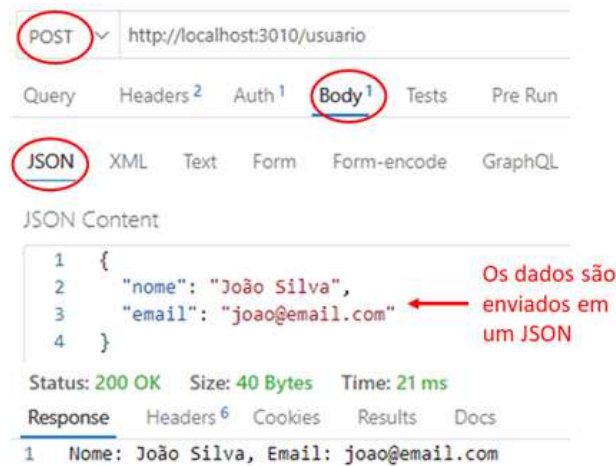 POST http://localhost:3010/usuario
Query Headers 2 Auth 1 Body 1 Tests Pre Run
JSON XML Text Form Form-encode GraphQL
JSON Content
1 {
2 "nome": "João Silva",
3 "email": "joao@email.com"
4 }
Os dados são
enviados em
um JSON
Status: 200 OK Size: 40 Bytes Time: 21 ms
Response Headers 6 Cookies Results Docs
1 Nome: João Silva, Email: joao@email.com